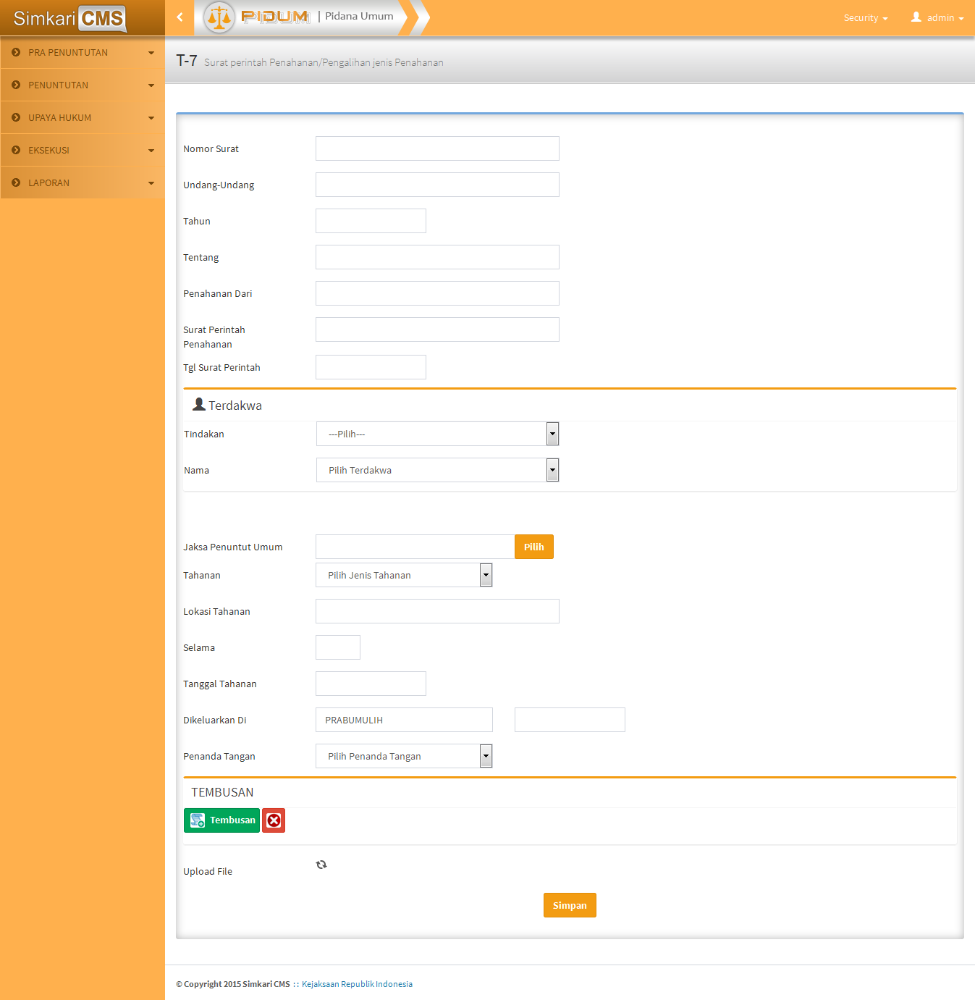 Simkari CMS
PIDUM | Pidana Umum
Security
admin
PRA PENUNTUTAN
PENUNTUTAN
UPAYA HUKUM
EKSEKUSI
LAPORAN
T-7 Surat perintah Penahanan/Pengalihan jenis Penahanan
Nomor Surat
Undang-Undang
Tahun
Tentang
Penahanan Dari
Surat Perintah
Penahanan
Tgl Surat Perintah
Terdakwa
Tindakan ---Pilih---
Nama Pilih Terdakwa
Jaksa Penuntut Umum Pilih
Tahanan Pilih Jenis Tahanan
Lokasi Tahanan
Selama
Tanggal Tahanan
Dikeluarkan Di PRABUMULIH
Penanda Tangan Pilih Penanda Tangan
TEMBUSAN
Tembusan
Upload File
Simpan
© Copyright 2015 Simkari CMS :: Kejaksaan Republik Indonesia